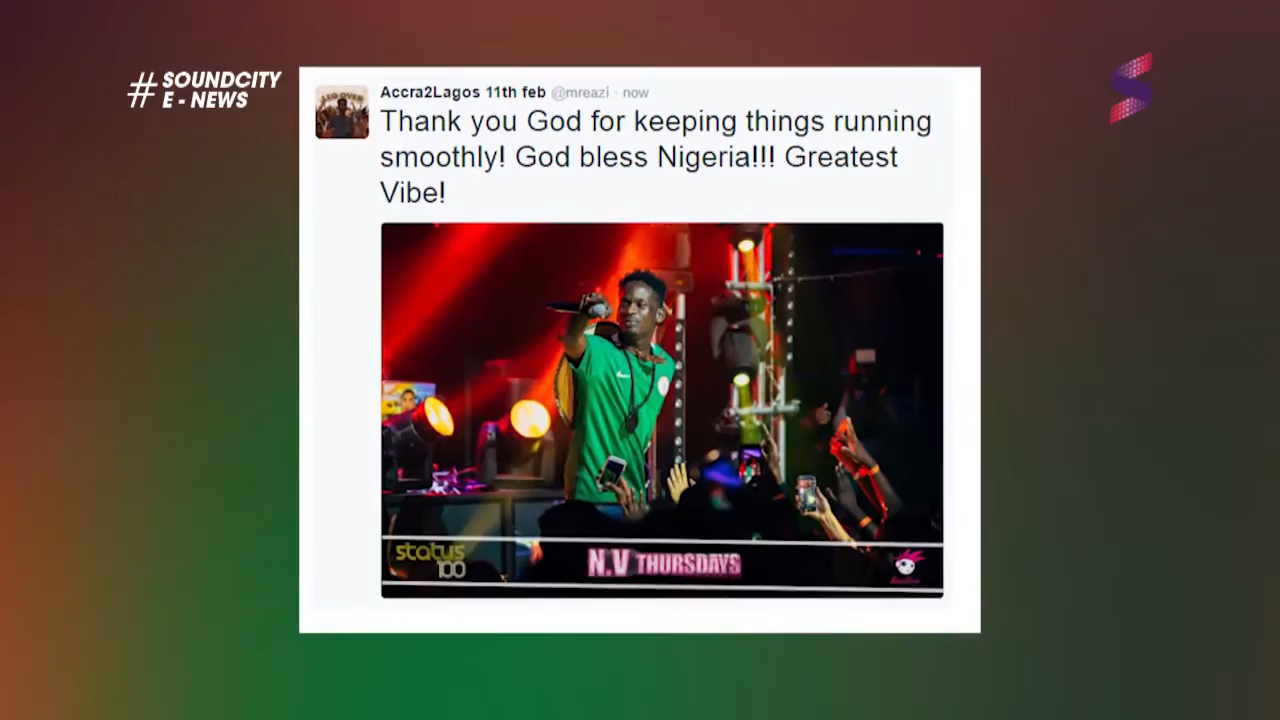 # SOUNDCITY
E - NEWS
Accra2Lagos 11th feb @mreazi · now
Thank you God for keeping things running
smoothly! God bless Nigeria!!! Greatest
Vibe!
status
100
N.V THURSDAYS